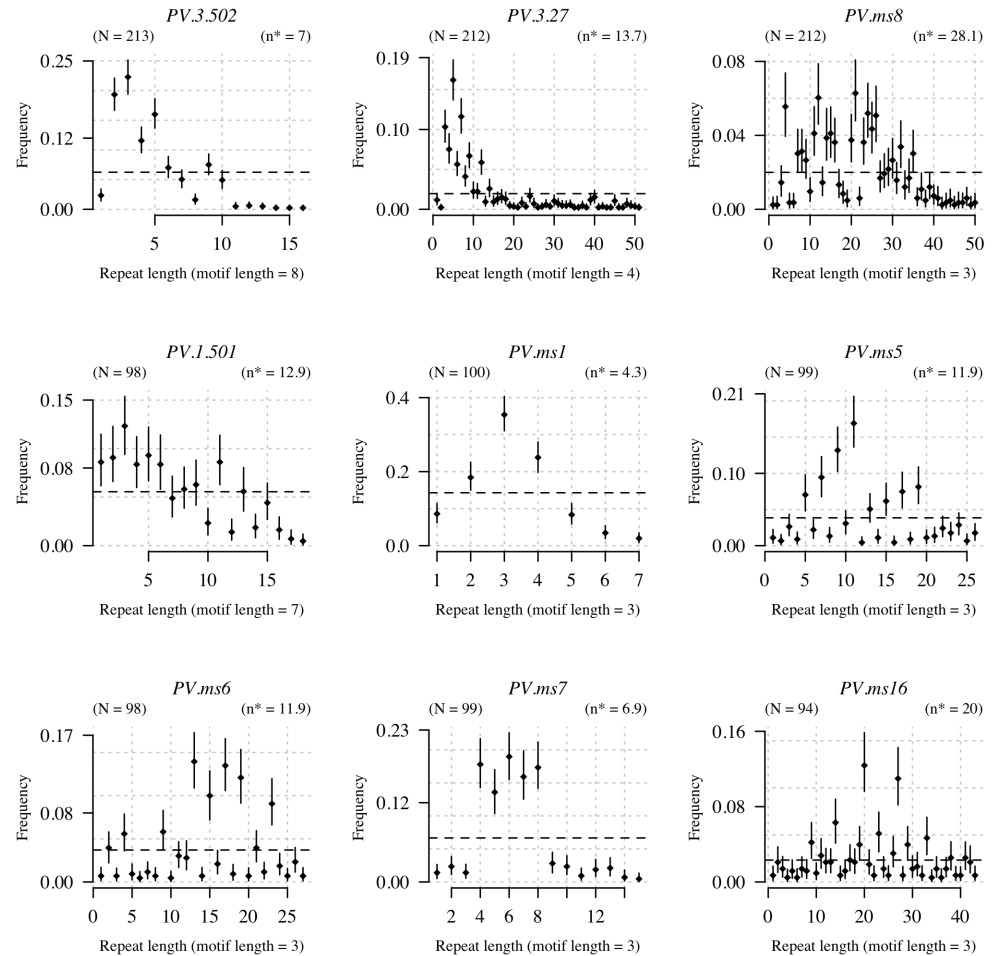 PV.3.502
(N = 213) (n* = 7)
0.25
0.12
0.00
Frequency
5 10 15
Repeat length (motif length = 8)
PV.3.27
(N = 212) (n* = 13.7)
0.19
0.10
0.00
Frequency
0 10 20 30 40 50
Repeat length (motif length = 4)
PV.ms8
(N = 212) (n* = 28.1)
0.08
0.04
0.00
Frequency
0 10 20 30 40 50
Repeat length (motif length = 3)
PV.1.501
(N = 98) (n* = 12.9)
0.15
0.08
0.00
Frequency
5 10 15
Repeat length (motif length = 7)
PV.ms1
(N = 100) (n* = 4.3)
0.4
0.2
0.0
Frequency
1 2 3 4 5 6 7
Repeat length (motif length = 3)
PV.ms5
(N = 99) (n* = 11.9)
0.21
0.10
0.00
Frequency
0 5 10 15 20 25
Repeat length (motif length = 3)
PV.ms6
(N = 98) (n* = 11.9)
0.17
0.08
0.00
Frequency
0 5 10 15 20 25
Repeat length (motif length = 3)
PV.ms7
(N = 99) (n* = 6.9)
0.23
0.12
0.00
Frequency
2 4 6 8 12
Repeat length (motif length = 3)
PV.ms16
(N = 94) (n* = 20)
0.16
0.08
0.00
Frequency
0 10 20 30 40
Repeat length (motif length = 3)